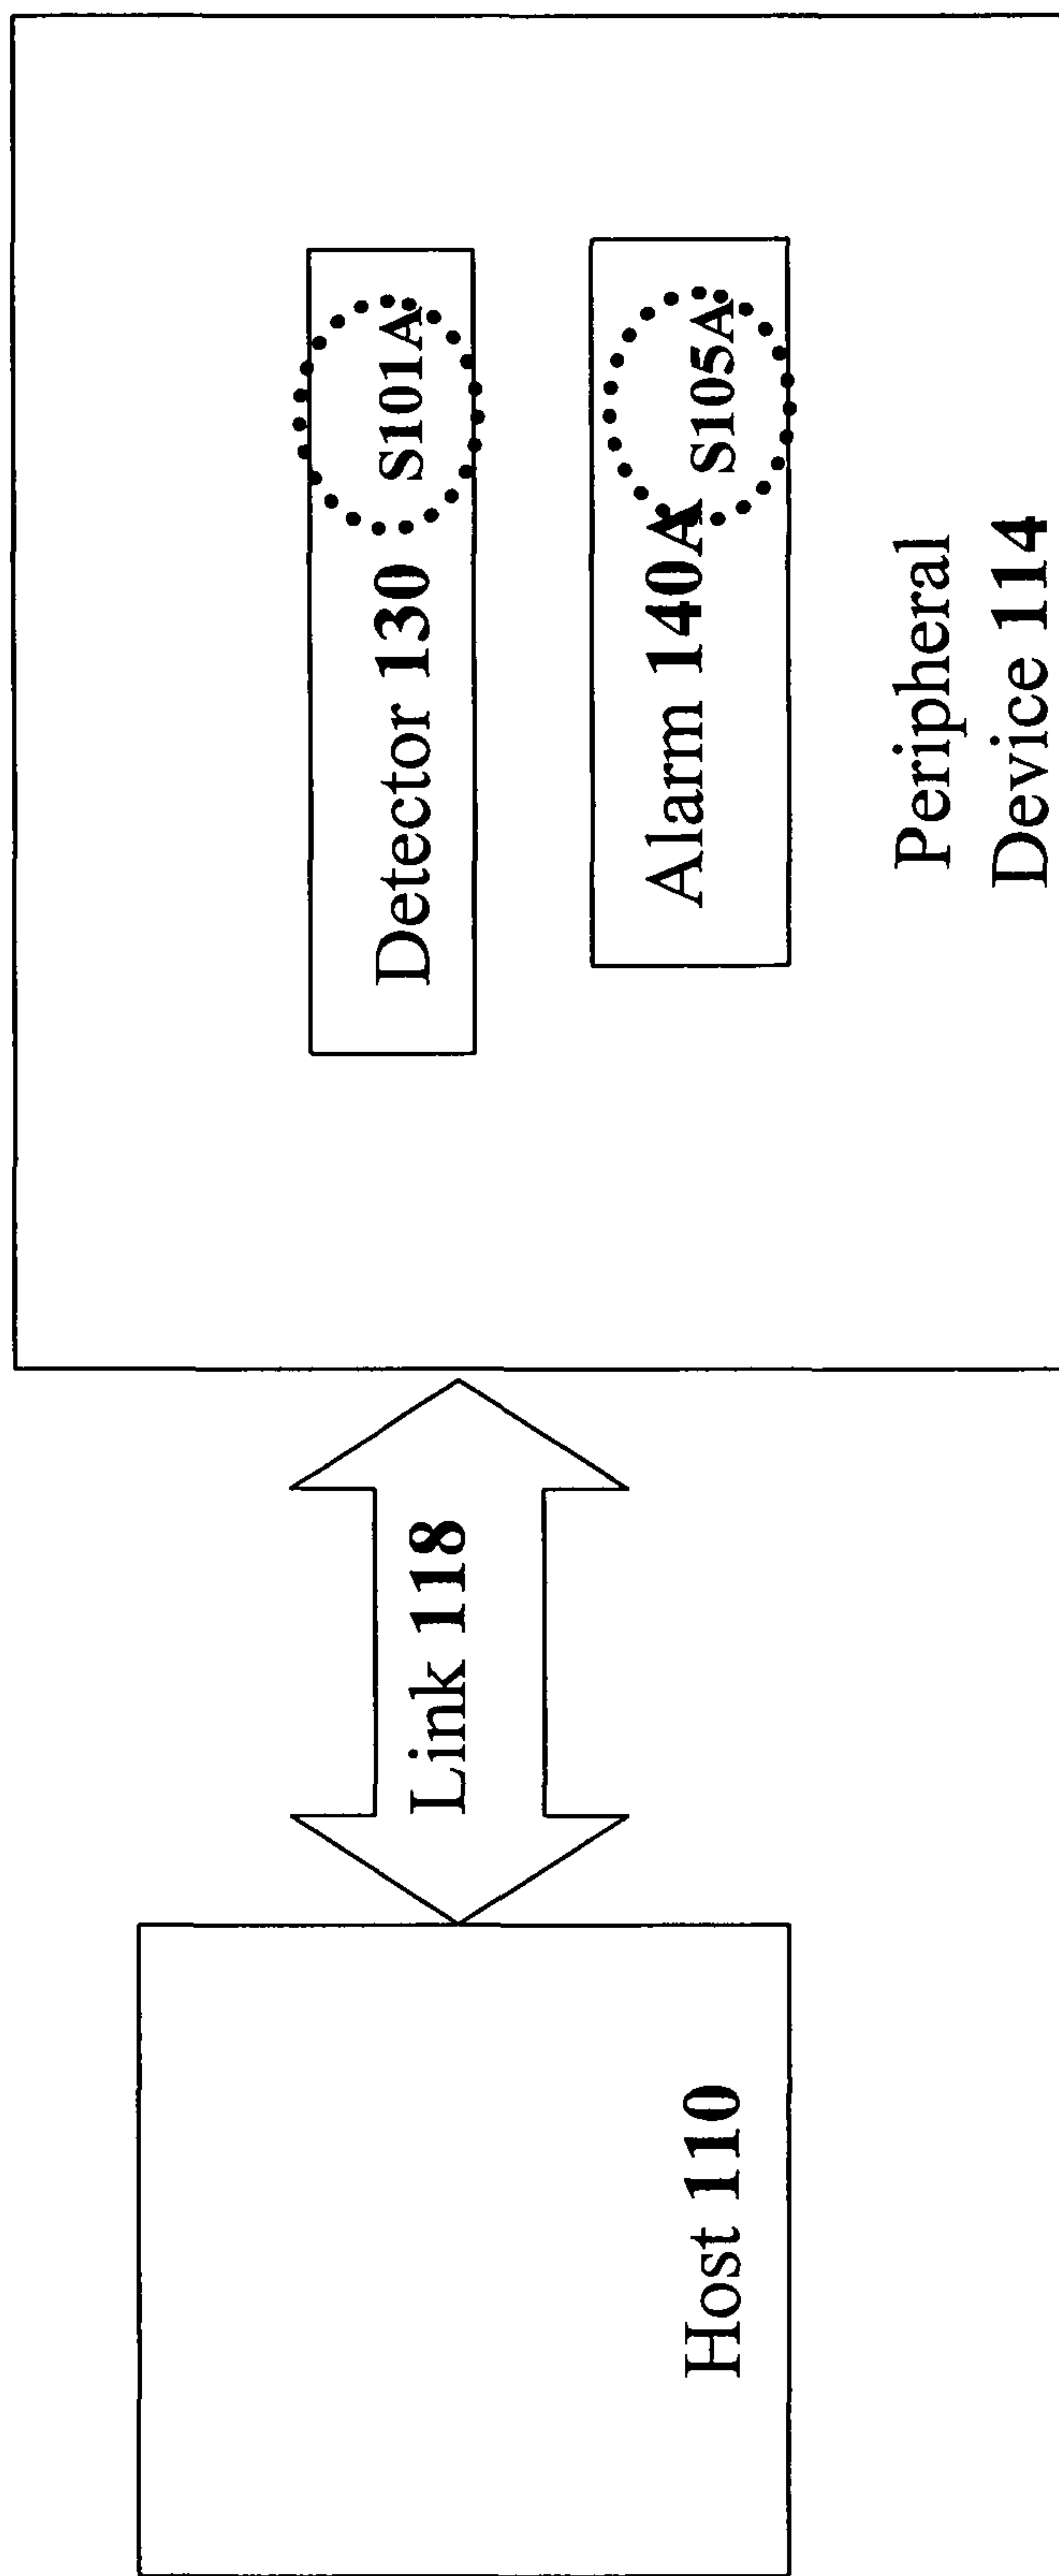 Host 110
Link 118
Detector 130 S101A
Alarm 140A S105A
Peripheral
Device 114